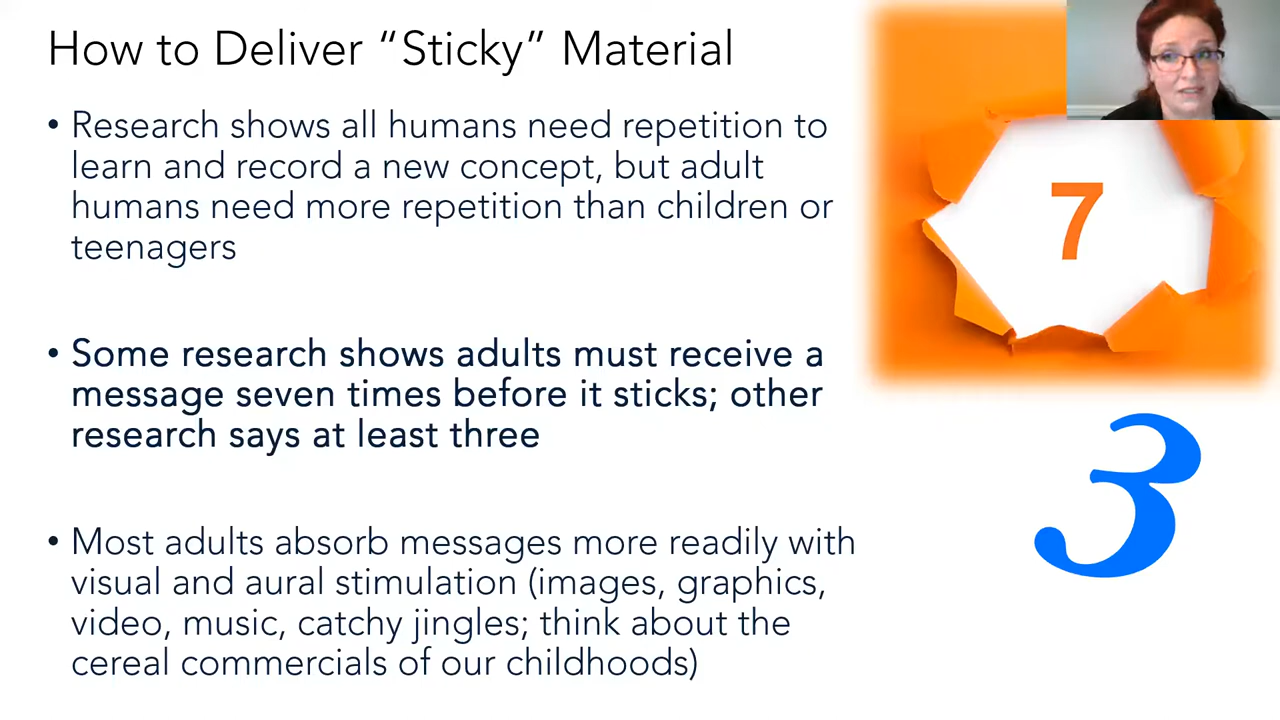 How to Deliver “Sticky” Material
• Research shows all humans need repetition to
learn and record a new concept, but adult
humans need more repetition than children or
teenagers
• Some research shows adults must receive a
message seven times before it sticks; other
research says at least three
• Most adults absorb messages more readily with
visual and aural stimulation (images, graphics,
video, music, catchy jingles; think about the
cereal commercials of our childhoods)
7
3